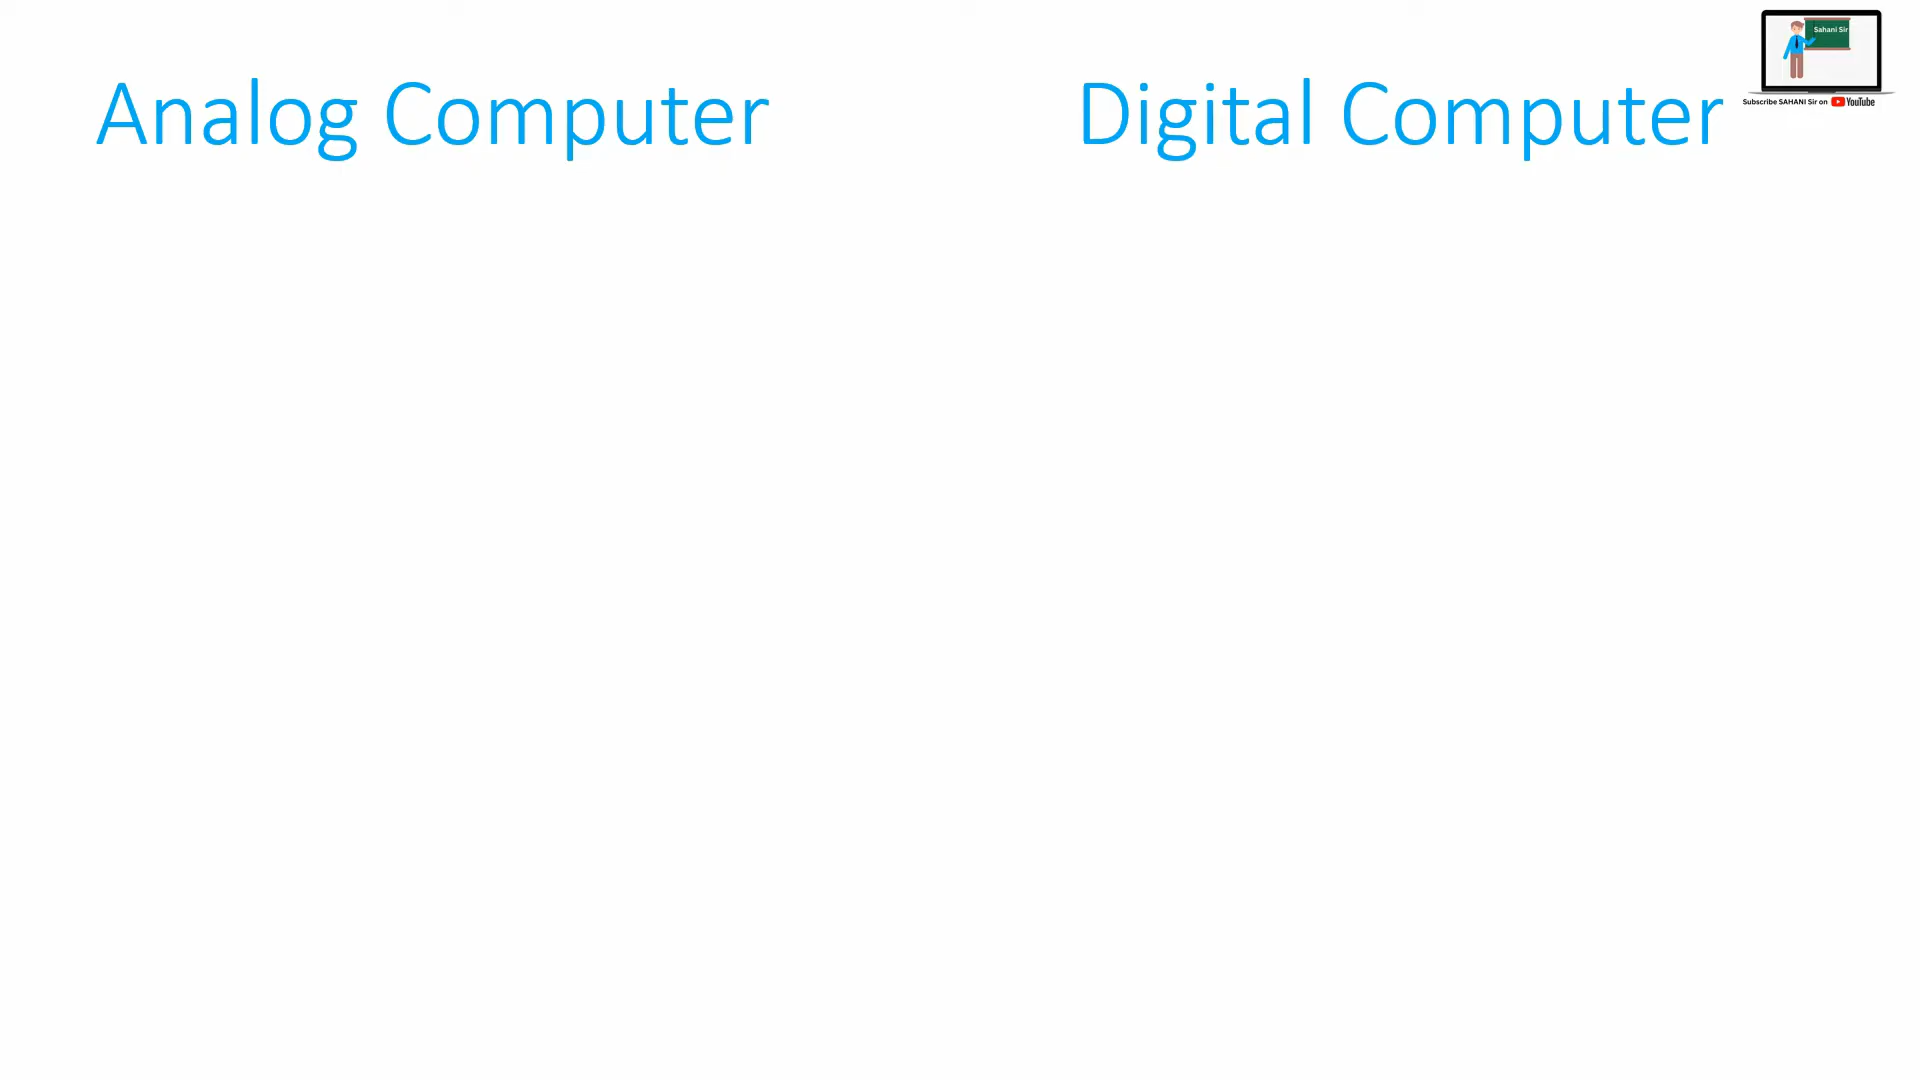 Analog Computer
Digital Computer
Sahani Sir
Subscribe SAHANI Sir on YouTube